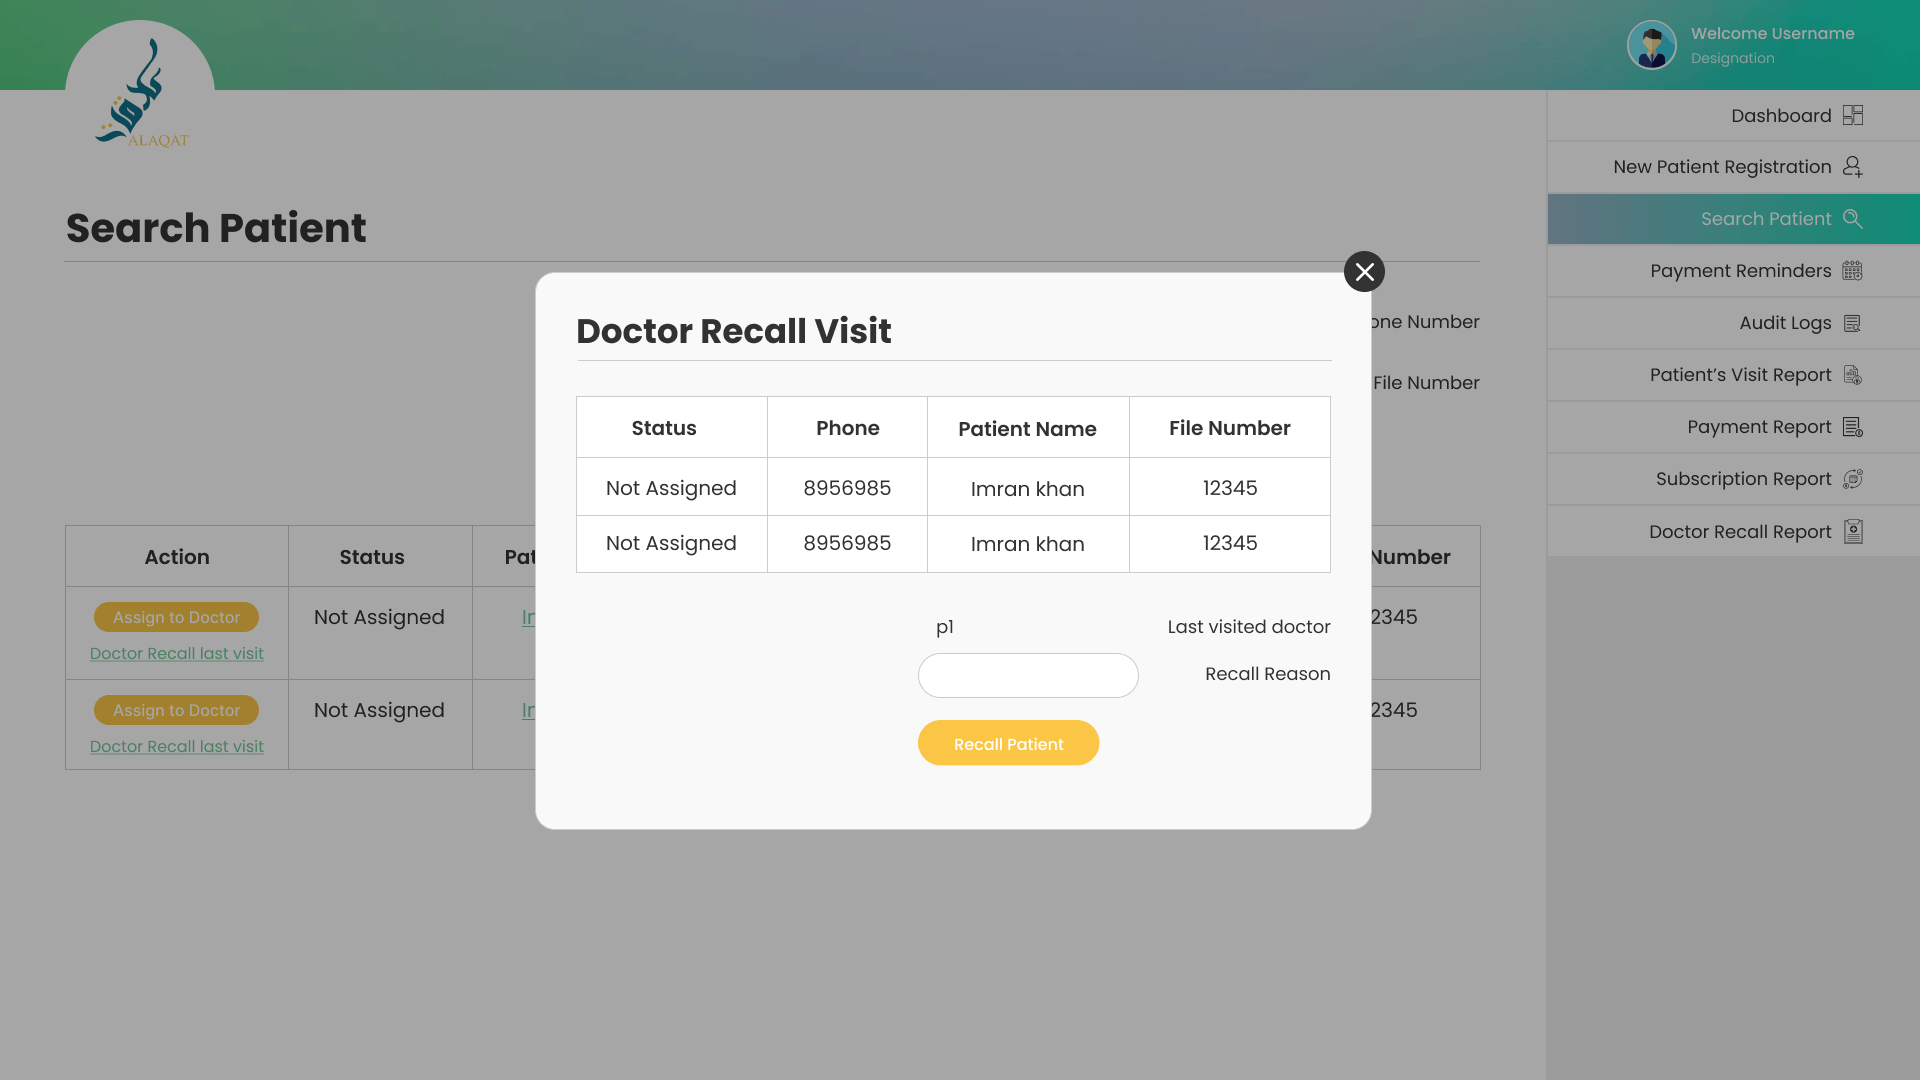 Welcome Username
Designation
ALAQAT
Dashboard
New Patient Registration
Search Patient
Payment Reminders
Audit Logs
Patient's Visit Report
Payment Report
Subscription Report
Doctor Recall Report
Search Patient
one Number
File Number
Action Status Pat Number
Assign to Doctor Not Assigned 2345
Doctor Recall last visit
Assign to Doctor Not Assigned 2345
Doctor Recall last visit
Doctor Recall Visit
Status Phone Patient Name File Number
Not Assigned 8956985 Imran khan 12345
Not Assigned 8956985 Imran khan 12345
p1 Last visited doctor
Recall Reason
Recall Patient